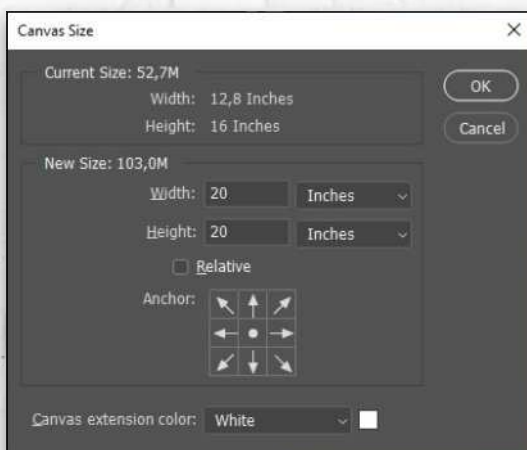 Canvas Size
Current Size: 52,7M
Width: 12,8 Inches
Height: 16 Inches
OK
Cancel
New Size: 103,0M
Width: 20 Inches
Height: 20 Inches
Relative
Anchor:
Canvas extension color: White